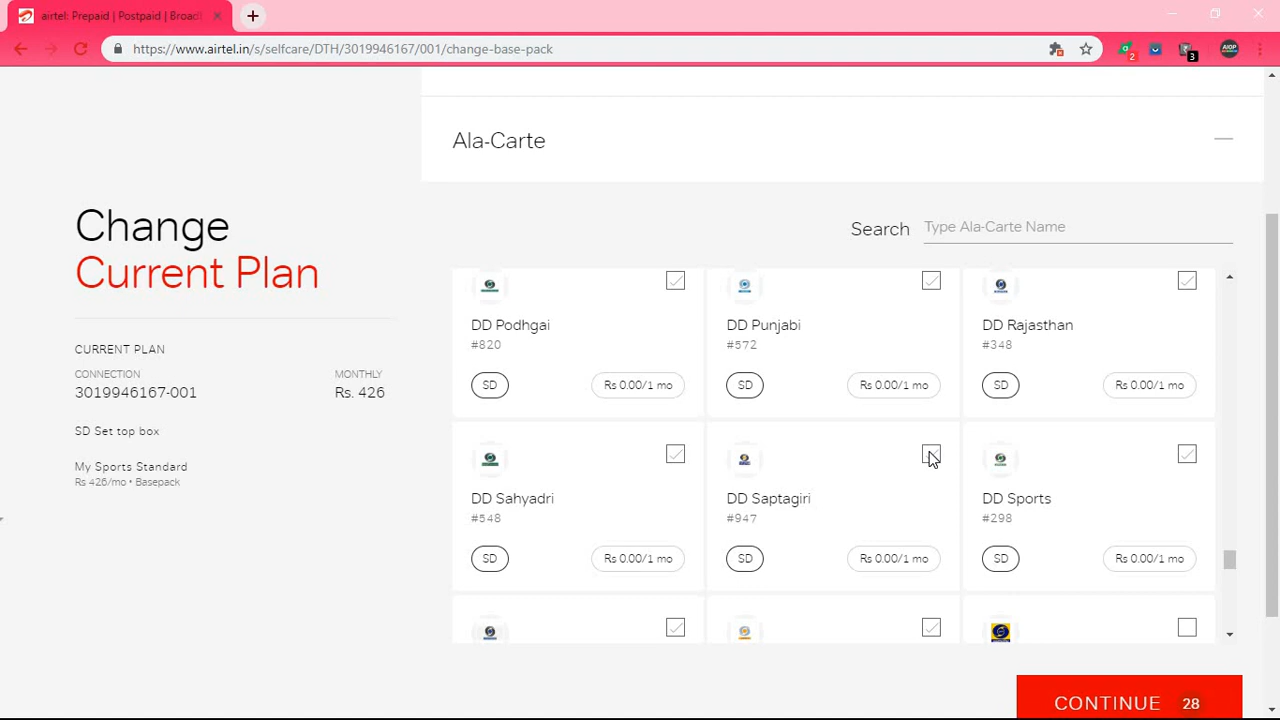 airtel: Prepaid | Postpaid | Broad
https://www.airtel.in/s/selfcare/DTH/3019946167/001/change-base-pack
2
3
AIOP
Ala-Carte
Change
Current Plan
CURRENT PLAN
CONNECTION MONTHLY
3019946167-001 Rs. 426
SD Set top box
My Sports Standard
Rs 426/mo • Basepack
Search Type Ala-Carte Name
DD Podhgai DD Punjabi DD Rajasthan
#820 #572 #348
SD Rs 0.00/1 mo SD Rs 0.00/1 mo SD Rs 0.00/1 mo
DD Sahyadri DD Saptagiri DD Sports
#548 #947 #298
SD Rs 0.00/1 mo SD Rs 0.00/1 mo SD Rs 0.00/1 mo
CONTINUE 28